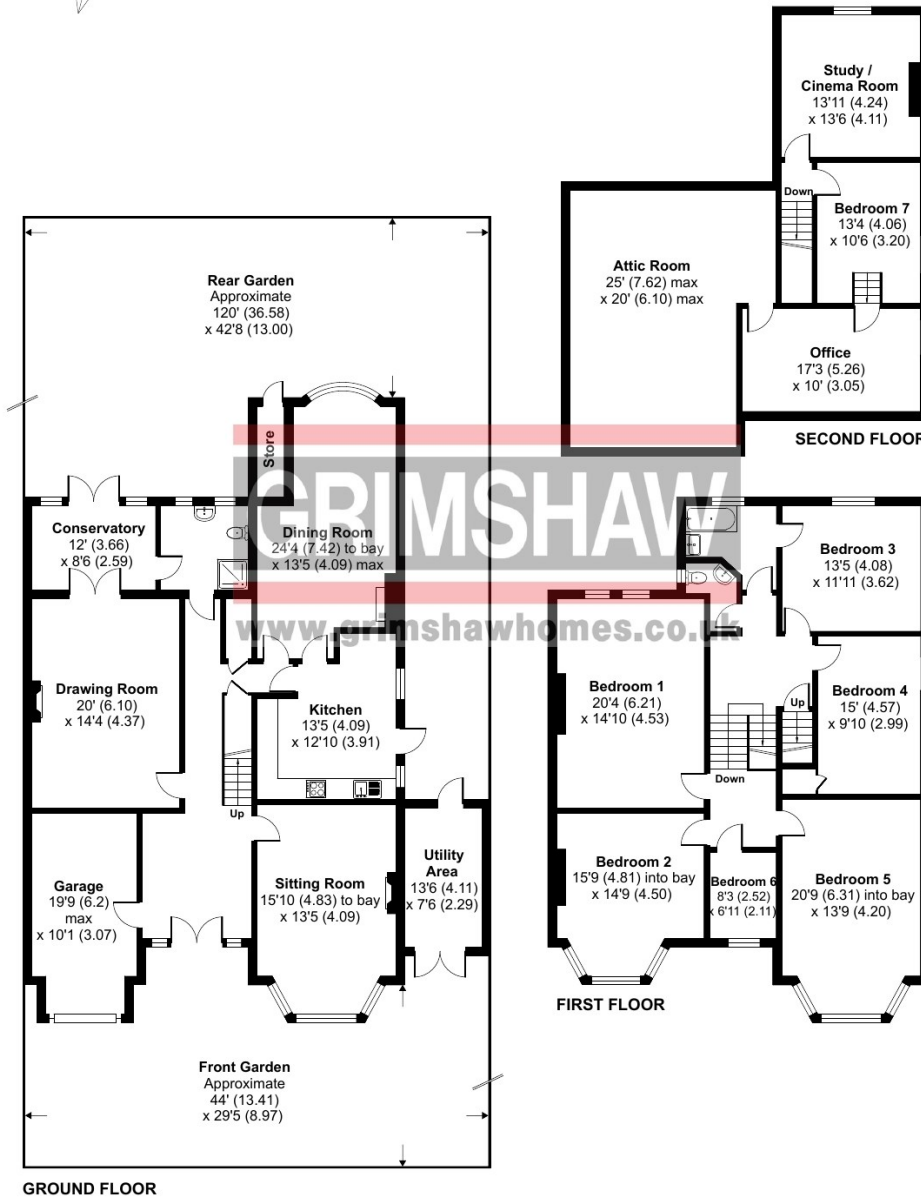 Study /
Cinema Room
13'11 (4.24)
x 13'6 (4.11)
Down
Bedroom 7
13'4 (4.06)
x 10'6 (3.20)
Attic Room
25' (7.62) max
x 20' (6.10) max
Office
17'3 (5.26)
x 10' (3.05)
SECOND FLOOR
Rear Garden
Approximate
120' (36.58)
x 42'8 (13.00)
Store
Conservatory
12' (3.66)
x 8'6 (2.59)
Dining Room
24'4 (7.42) to bay
x 13'5 (4.09) max
GRIMSHAW
www.grimshawhomes.co.uk
Drawing Room
20' (6.10)
x 14'4 (4.37)
Kitchen
13'5 (4.09)
x 12'10 (3.91)
Up
Garage
19'9 (6.2)
max
x 10'1 (3.07)
Sitting Room
15'10 (4.83) to bay
x 13'5 (4.09)
Utility
Area
13'6 (4.11)
x 7'6 (2.29)
Front Garden
Approximate
44' (13.41)
x 29'5 (8.97)
GROUND FLOOR
Bedroom 3
13'5 (4.08)
x 11'11 (3.62)
Bedroom 1
20'4 (6.21)
x 14'10 (4.53)
Bedroom 4
15' (4.57)
x 9'10 (2.99)
Up
Down
Bedroom 2
15'9 (4.81) into bay
x 14'9 (4.50)
Bedroom 6
8'3 (2.52)
x 6'11 (2.11)
Bedroom 5
20'9 (6.31) into bay
x 13'9 (4.20)
FIRST FLOOR